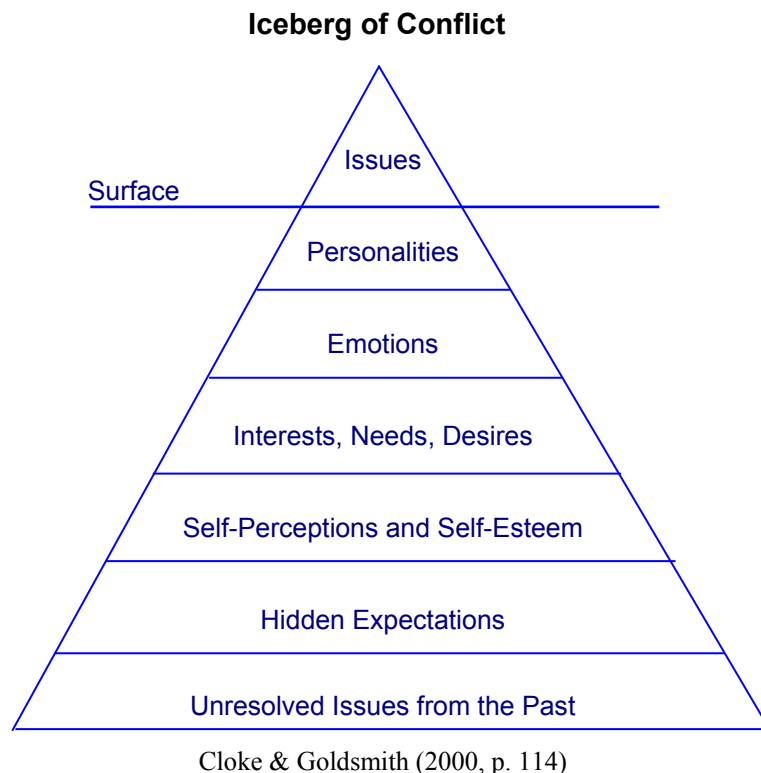 Iceberg of Conflict
Issues
Surface
Personalities
Emotions
Interests, Needs, Desires
Self-Perceptions and Self-Esteem
Hidden Expectations
Unresolved Issues from the Past
Cloke & Goldsmith (2000, p. 114)